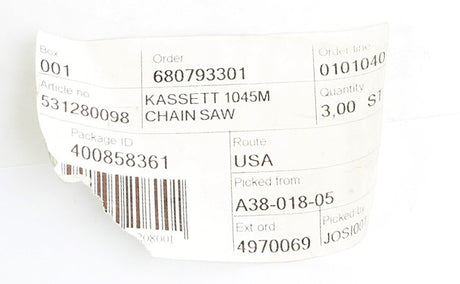 Box Order Order line
001 680793301 0101040
Article no KASSETT 1045M Quantity
531280098 CHAIN SAW 3,00 ST
Package ID Route
400858361 USA
Picked from
A38-018-05
Ext ord Picked by
4970069 JOSI001